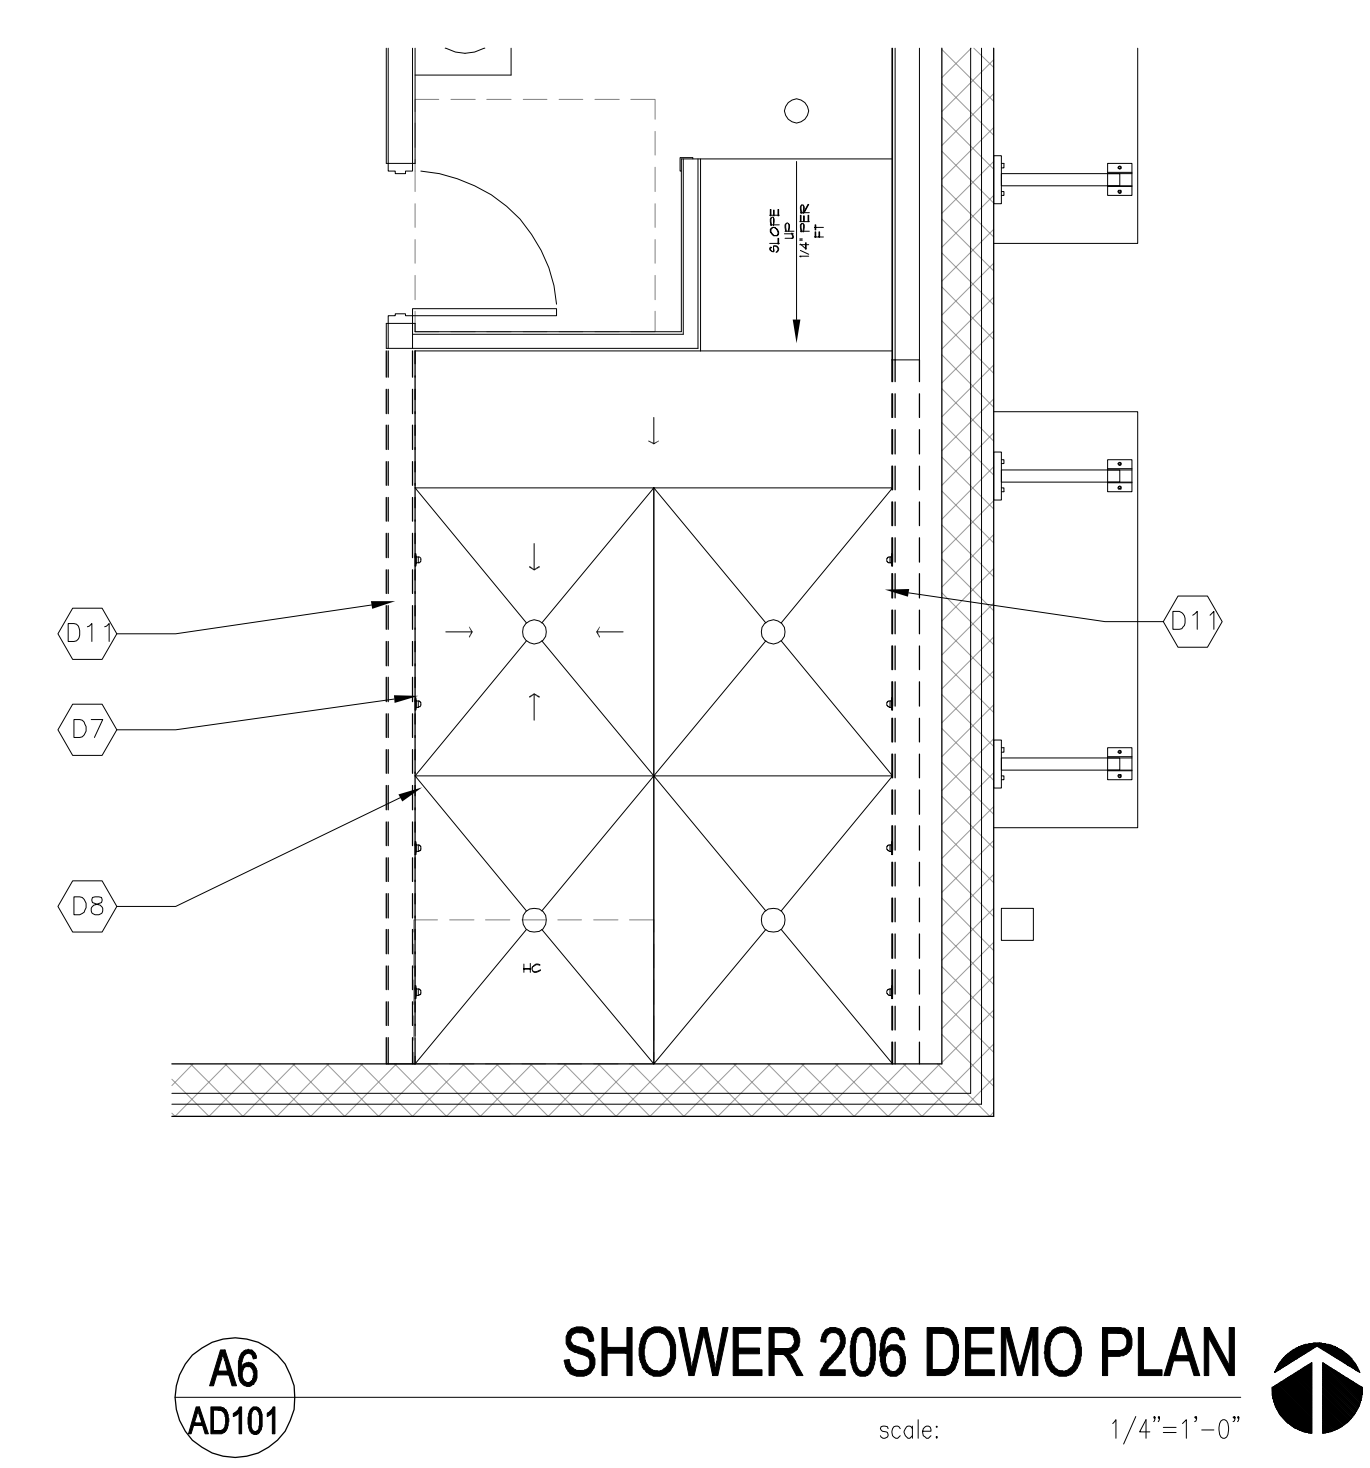 SLOPE
UP
1/4" PER
FT
D11
D11
D7
D8
HC
A6
AD101
SHOWER 206 DEMO PLAN
scale: 1/4"=1'-0"